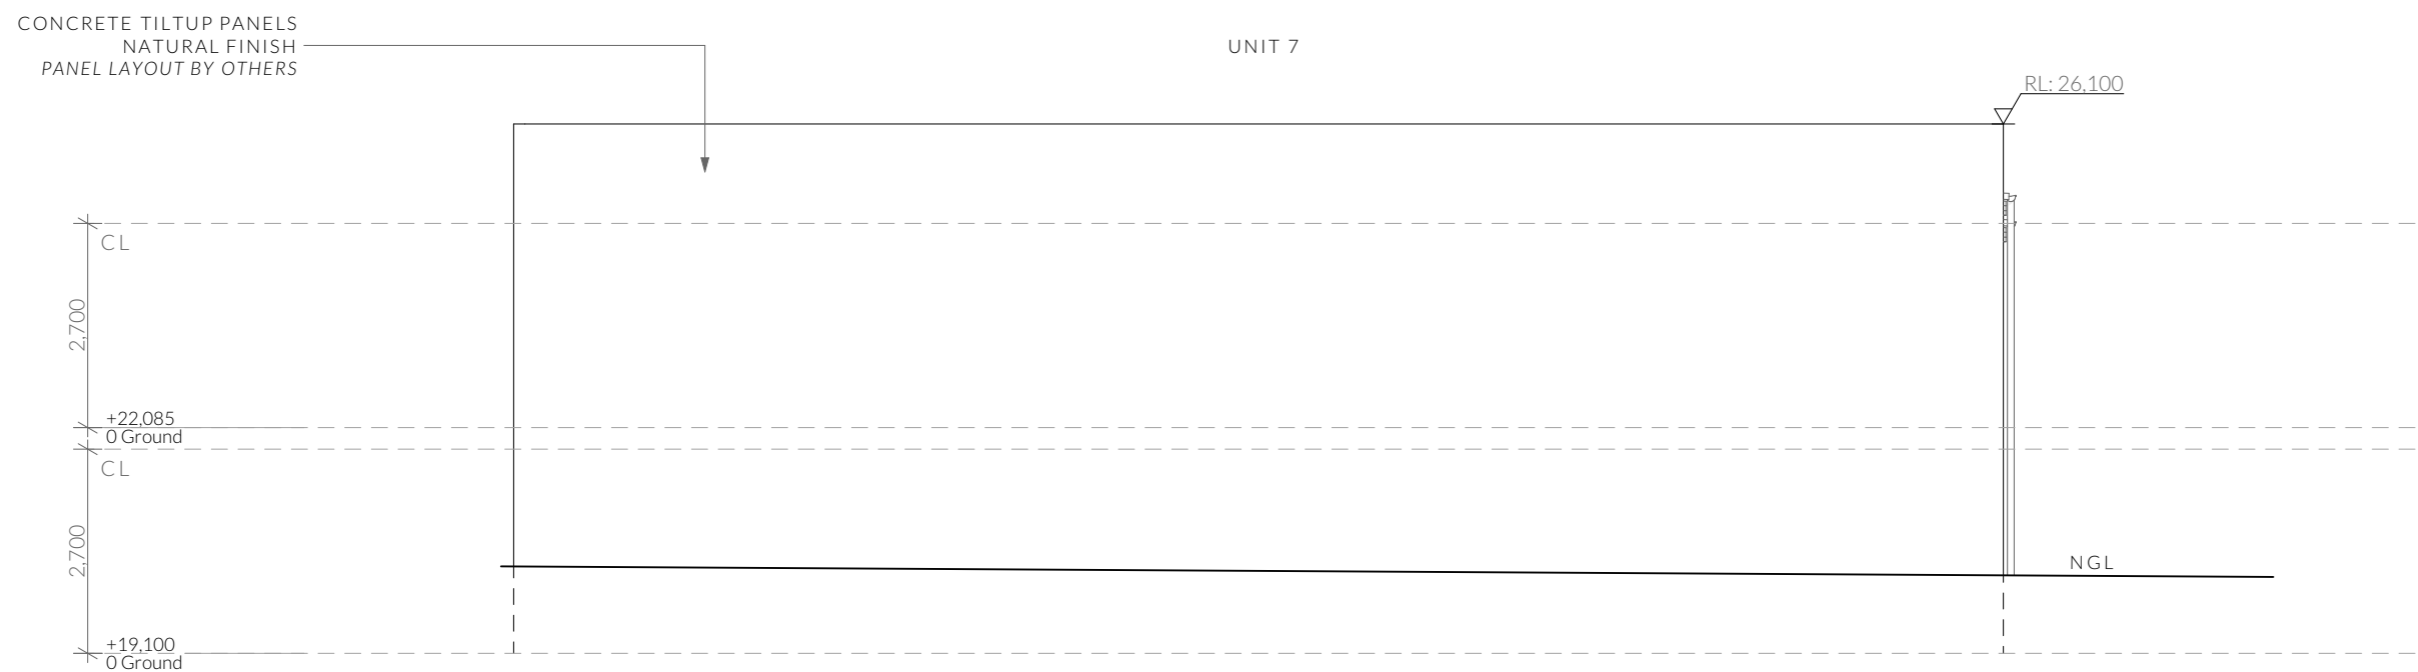 CONCRETE TILTUP PANELS
NATURAL FINISH
PANEL LAYOUT BY OTHERS
UNIT 7
RL: 26,100
CL
2,700
+22,085
0 Ground
CL
2,700
NGL
+19,100
0 Ground